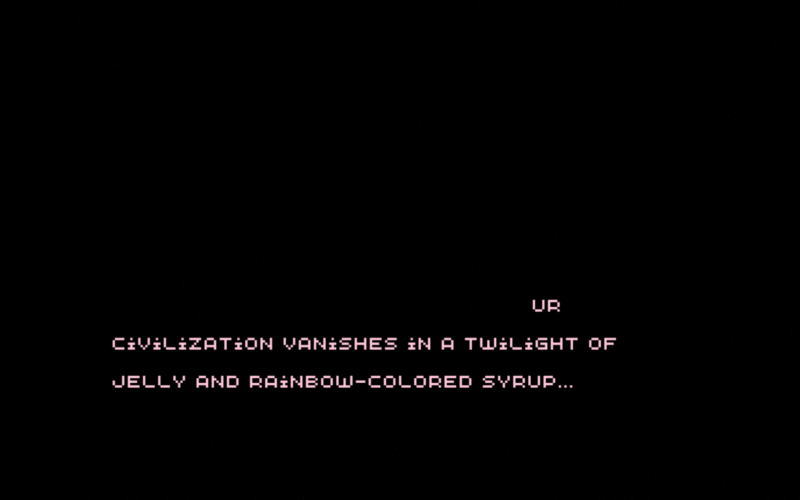 UR
CiViLiZATiON VANiSHES iN A TWiLiGHT OF
JELLY AND RAiNBOW-COLORED SYRUP...